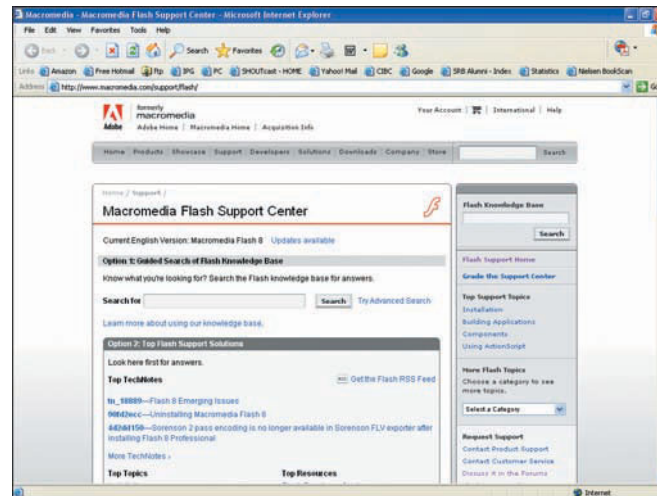 Macromedia - Macromedia Flash Support Center - Microsoft Internet Explorer
File Edit View Favorites Tools Help
Back Search Favorites
Links Amazon Free Hotmail Ftp IPG PC SHOUTcast - HOME Yahoo! Mail CIBC Google SRB Alumni - Index Statistics Nielsen BookScan
Address http://www.macromedia.com/support/flash/ Go
Adobe
formerly
macromedia
Your Account | International | Help
Adobe Home | Macromedia Home | Acquisition Info
Home Products Showcase Support Developers Solutions Downloads Company Store Search
Home / Support /
Macromedia Flash Support Center
Current English Version: Macromedia Flash 8 Updates available
Option 1: Guided Search of Flash Knowledge Base
Know what you're looking for? Search the Flash knowledge base for answers.
Search for Search Try Advanced Search
Learn more about using our knowledge base.
Option 2: Top Flash Support Solutions
Look here first for answers.
Top TechNotes Get the Flash RSS Feed
tn_18889—Flash 8 Emerging Issues
—Uninstalling Macromedia Flash 8
—Sorenson 2 pass encoding is no longer available in Sorenson FLV exporter after
installing Flash 8 Professional
More TechNotes ›
Top Topics Top Resources
Flash Knowledge Base
Search
Flash Support Home
Grade the Support Center
Top Support Topics
Installation
Building Applications
Components
Using ActionScript
More Flash Topics
Choose a category to see
more topics.
Select a Category
Request Support
Contact Product Support
Contact Customer Service
Discuss it in the Forums
Internet